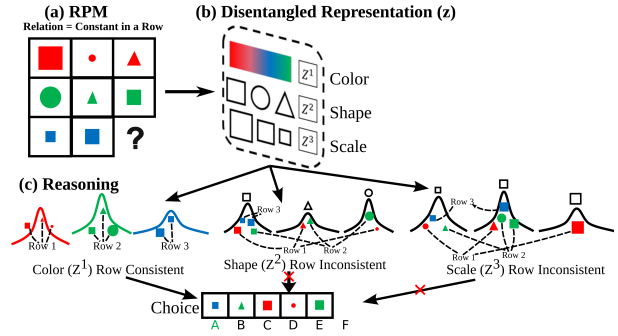 (a) RPM
Relation = Constant in a Row
?
(b) Disentangled Representation (z)
Z¹ Color
Z² Shape
Z³ Scale
(c) Reasoning
Row 1
Row 2
Row 3
Color (Z¹) Row Consistent
Row 3
Row 1
Row 2
Shape (Z²) Row Inconsistent
Row 3
Row 1
Row 2
Scale (Z³) Row Inconsistent
Choice
A B C D E F